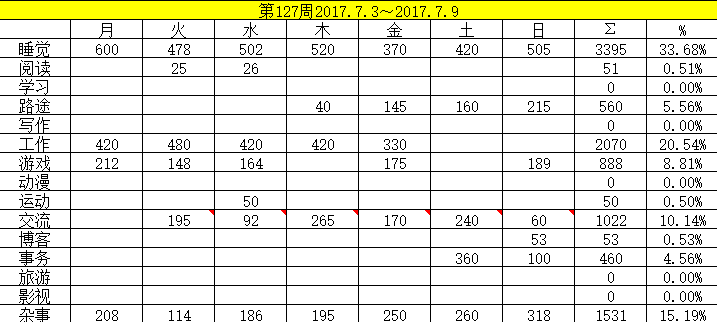 第127周2017.7.3～2017.7.9
月 火 水 木 金 土 日 Σ %
睡觉 600 478 502 520 370 420 505 3395 33.68%
阅读 25 26 51 0.51%
学习 0 0.00%
路途 40 145 160 215 560 5.56%
写作 0 0.00%
工作 420 480 420 420 330 2070 20.54%
游戏 212 148 164 175 189 888 8.81%
动漫 0 0.00%
运动 50 50 0.50%
交流 195 92 265 170 240 60 1022 10.14%
博客 53 53 0.53%
事务 360 100 460 4.56%
旅游 0 0.00%
影视 0 0.00%
杂事 208 114 186 195 250 260 318 1531 15.19%